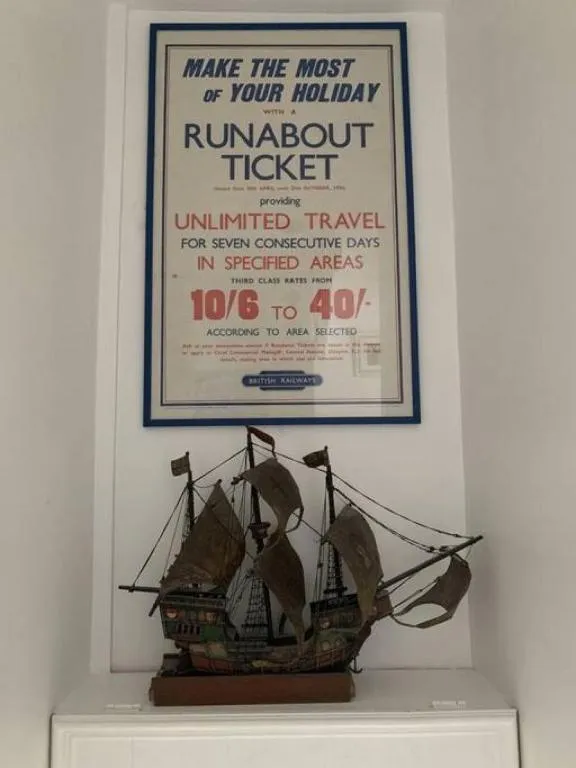 MAKE THE MOST
OF YOUR HOLIDAY
WITH A
RUNABOUT
TICKET
providing
UNLIMITED TRAVEL
FOR SEVEN CONSECUTIVE DAYS
IN SPECIFIED AREAS
THIRD CLASS RATES FROM
10/6 TO 40/-
ACCORDING TO AREA SELECTED
BRITISH RAILWAYS